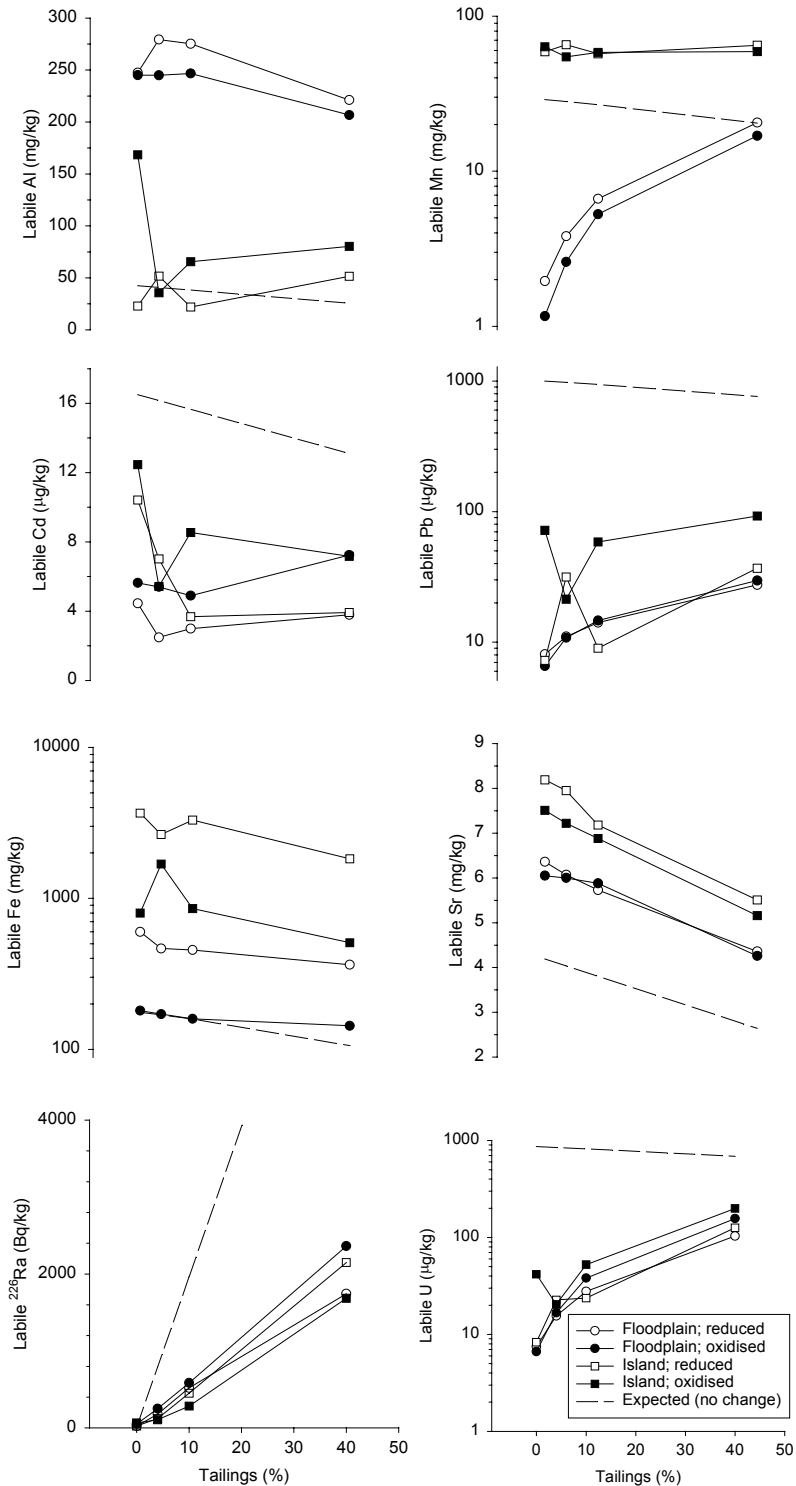 300
250
200
150
100
50
0
Labile Al (mg/kg)
100
10
1
Labile Mn (mg/kg)
16
12
8
4
0
Labile Cd (µg/kg)
1000
100
10
Labile Pb (µg/kg)
10000
1000
100
Labile Fe (mg/kg)
9
8
7
6
5
4
3
2
Labile Sr (mg/kg)
4000
2000
0
Labile ²²⁶Ra (Bq/kg)
0 10 20 30 40 50
Tailings (%)
1000
100
10
1
Labile U (µg/kg)
Floodplain; reduced
Floodplain; oxidised
Island; reduced
Island; oxidised
Expected (no change)
0 10 20 30 40 50
Tailings (%)